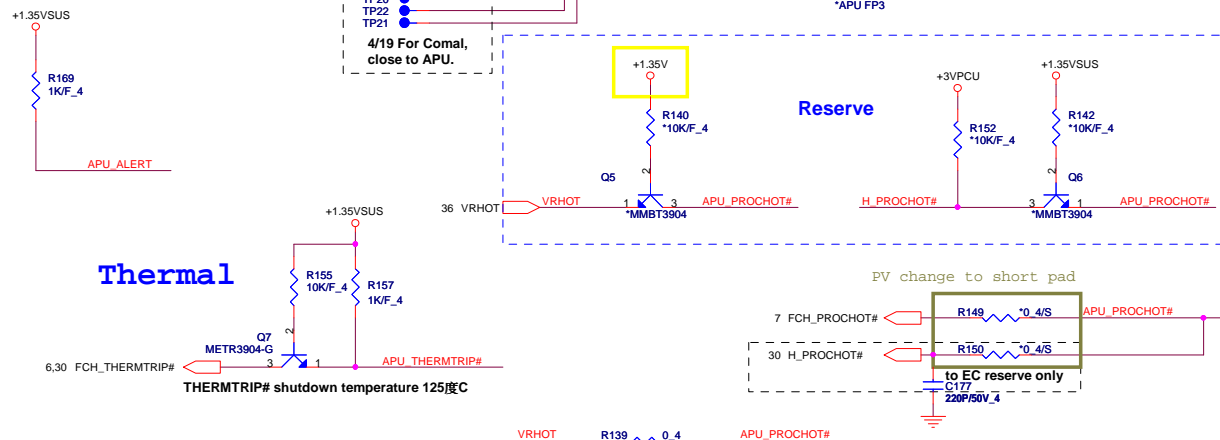 +1.35VSUS
R169
1K/F_4
APU_ALERT
TP22
TP21
4/19 For Comal,
close to APU.
*APU FP3
+1.35V
R140
*10K/F_4
Reserve
+3VPCU
R152
*10K/F_4
+1.35VSUS
R142
*10K/F_4
2
Q5
36 VRHOT
VRHOT
1
3
APU_PROCHOT#
*MMBT3904
H_PROCHOT#
3
2
Q6
1
APU_PROCHOT#
*MMBT3904
+1.35VSUS
Thermal
R155
10K/F_4
R157
1K/F_4
Q7
METR3904-G
2
6,30 FCH_THERMTRIP#
3
1
APU_THERMTRIP#
THERMTRIP# shutdown temperature 125度C
PV change to short pad
7 FCH_PROCHOT#
R149
*0_4/S
APU_PROCHOT#
30 H_PROCHOT#
R150
*0_4/S
to EC reserve only
C177
220P/50V_4
VRHOT
R139
0_4
APU_PROCHOT#